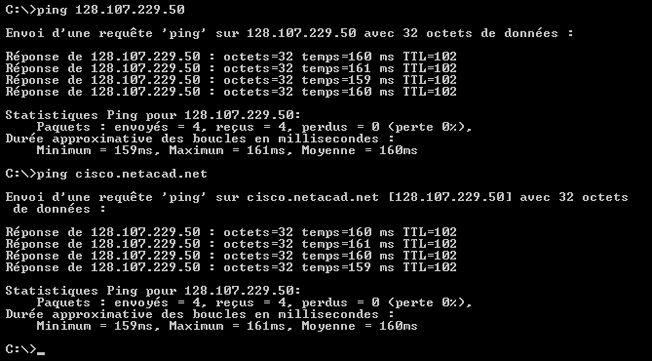 C:\>ping 128.107.229.50
Envoi d'une requête 'ping' sur 128.107.229.50 avec 32 octets de données :
Réponse de 128.107.229.50 : octets=32 temps=160 ms TTL=102
Réponse de 128.107.229.50 : octets=32 temps=161 ms TTL=102
Réponse de 128.107.229.50 : octets=32 temps=159 ms TTL=102
Réponse de 128.107.229.50 : octets=32 temps=160 ms TTL=102
Statistiques Ping pour 128.107.229.50:
    Paquets : envoyés = 4, reçus = 4, perdus = 0 (perte 0%),
Durée approximative des boucles en millisecondes :
    Minimum = 159ms, Maximum = 161ms, Moyenne = 160ms
C:\>ping cisco.netacad.net
Envoi d'une requête 'ping' sur cisco.netacad.net [128.107.229.50] avec 32 octets
 de données :
Réponse de 128.107.229.50 : octets=32 temps=160 ms TTL=102
Réponse de 128.107.229.50 : octets=32 temps=161 ms TTL=102
Réponse de 128.107.229.50 : octets=32 temps=160 ms TTL=102
Réponse de 128.107.229.50 : octets=32 temps=159 ms TTL=102
Statistiques Ping pour 128.107.229.50:
    Paquets : envoyés = 4, reçus = 4, perdus = 0 (perte 0%),
Durée approximative des boucles en millisecondes :
    Minimum = 159ms, Maximum = 161ms, Moyenne = 160ms
C:\>_